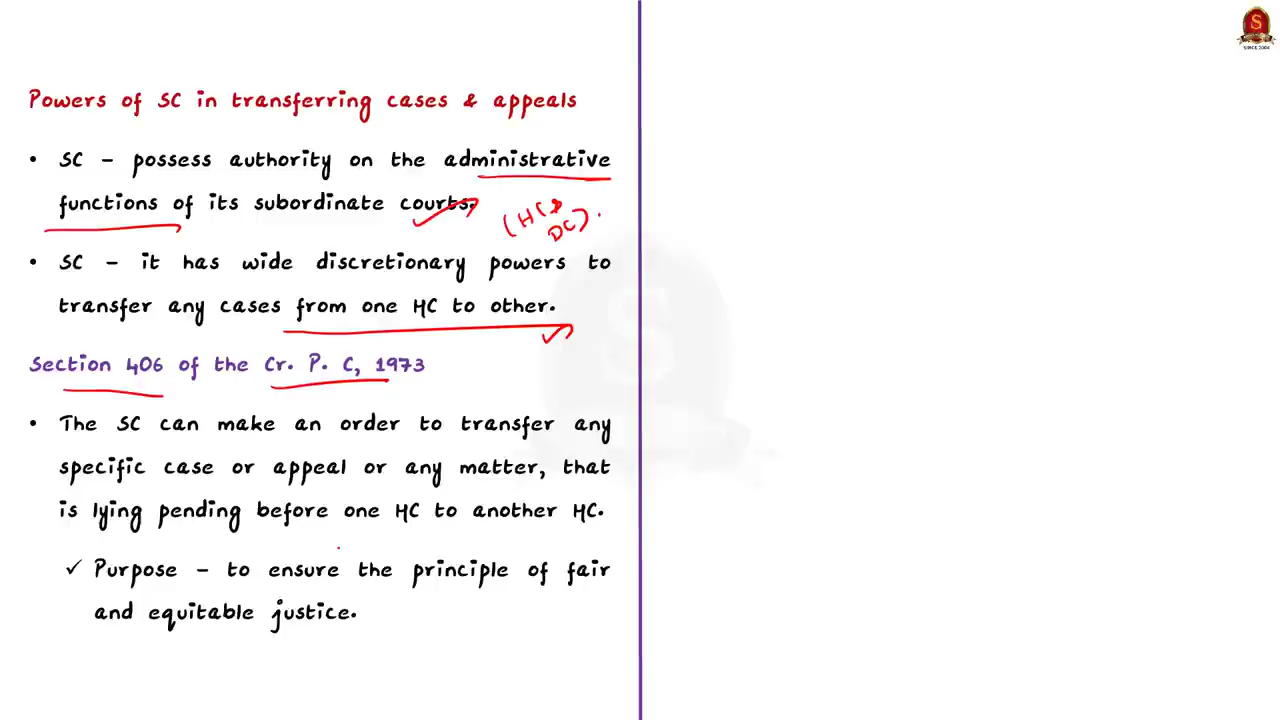 Powers of SC in transferring cases & appeals
• SC – possess authority on the administrative
functions of its subordinate courts.
(HC &
DC).
• SC – it has wide discretionary powers to
transfer any cases from one HC to other.
Section 406 of the Cr. P. C, 1973
• The SC can make an order to transfer any
specific case or appeal or any matter, that
is lying pending before one HC to another HC.
✓ Purpose – to ensure the principle of fair
and equitable justice.
S
SINCE 2004